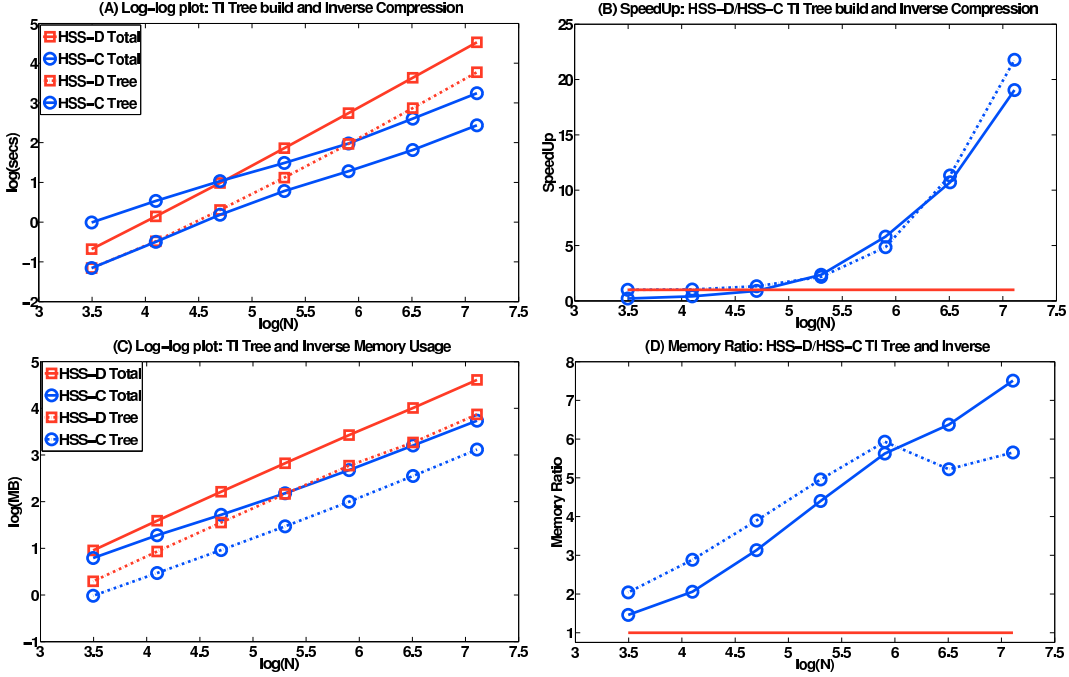 (A) Log-log plot: TI Tree build and Inverse Compression
HSS-D Total
HSS-C Total
HSS-D Tree
HSS-C Tree
5
4
3
2
1
0
-1
-2
log(secs)
3 3.5 4 4.5 5 5.5 6 6.5 7 7.5
log(N)
(B) SpeedUp: HSS-D/HSS-C TI Tree build and Inverse Compression
25
20
15
10
5
0
SpeedUp
3 3.5 4 4.5 5 5.5 6 6.5 7 7.5
log(N)
(C) Log-log plot: TI Tree and Inverse Memory Usage
HSS-D Total
HSS-C Total
HSS-D Tree
HSS-C Tree
5
4
3
2
1
0
-1
log(MB)
3 3.5 4 4.5 5 5.5 6 6.5 7 7.5
log(N)
(D) Memory Ratio: HSS-D/HSS-C TI Tree and Inverse
8
7
6
5
4
3
2
1
Memory Ratio
3 3.5 4 4.5 5 5.5 6 6.5 7 7.5
log(N)